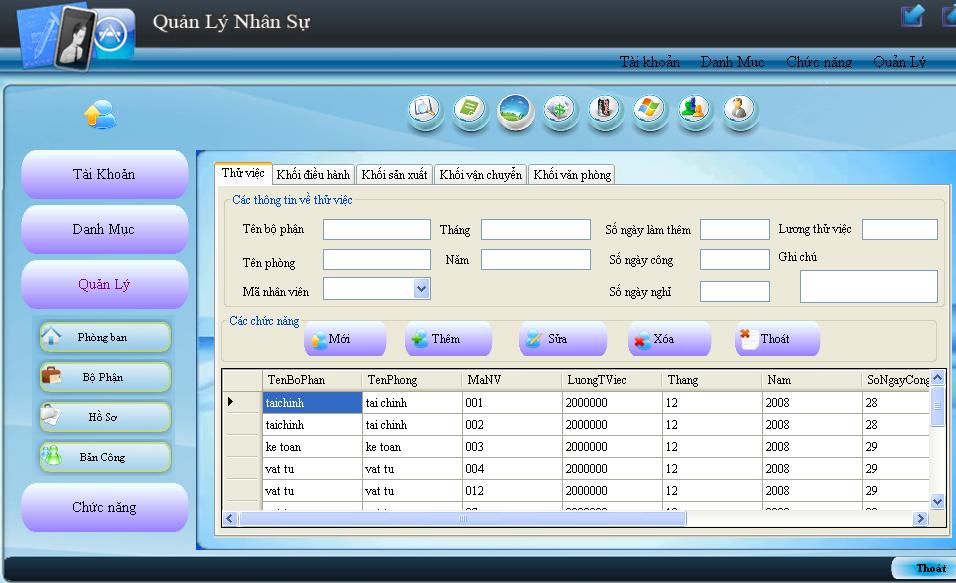 Quản Lý Nhân Sự
Tài khoản Danh Muc Chức năng Quản Lý
Tài Khoản
Danh Mục
Quản Lý
Phòng ban
Bộ Phận
Hồ Sơ
Bản Công
Chức năng
Thử việc Khối điều hành Khối sản xuất Khối vận chuyển Khối văn phòng
Các thông tin về thử việc
Tên bộ phận Tháng Số ngày làm thêm Lương thử việc
Tên phòng Năm Số ngày công Ghi chú
Mã nhân viên Số ngày nghỉ
Các chức năng
Mới Thêm Sửa Xóa Thoát
TenBoPhan TenPhong MaNV LuongTViec Thang Nam SoNgayCong
taichinh tai chinh 001 2000000 12 2008 28
taichinh tai chinh 002 2000000 12 2008 28
ke toan ke toan 003 2000000 12 2008 29
vat tu vat tu 004 2000000 12 2008 29
vat tu vat tu 012 2000000 12 2008 29
Thoát